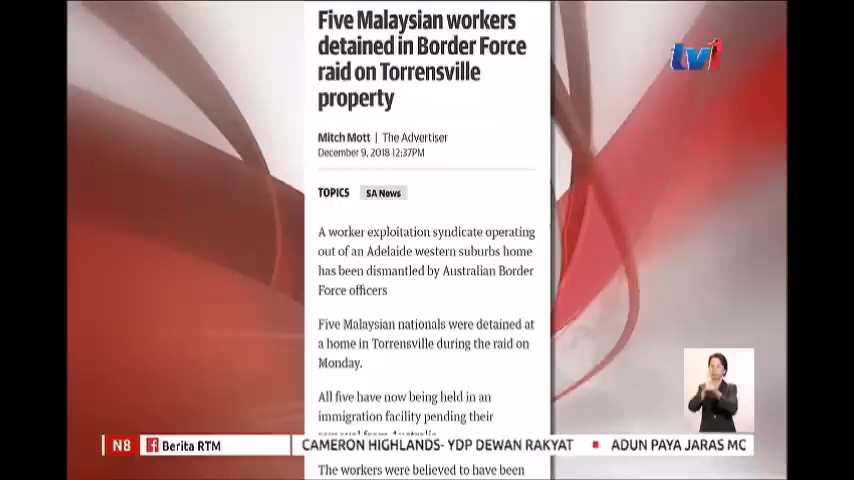 Five Malaysian workers
detained in Border Force
raid on Torrensville
property
tv1
Mitch Mott | The Advertiser
December 9, 2018 12:37PM
TOPICS SA News
A worker exploitation syndicate operating
out of an Adelaide western suburbs home
has been dismantled by Australian Border
Force officers
Five Malaysian nationals were detained at
a home in Torrensville during the raid on
Monday.
All five have now being held in an
immigration facility pending their
N8 Berita RTM CAMERON HIGHLANDS- YDP DEWAN RAKYAT ADUN PAYA JARAS MC
The workers were believed to have been